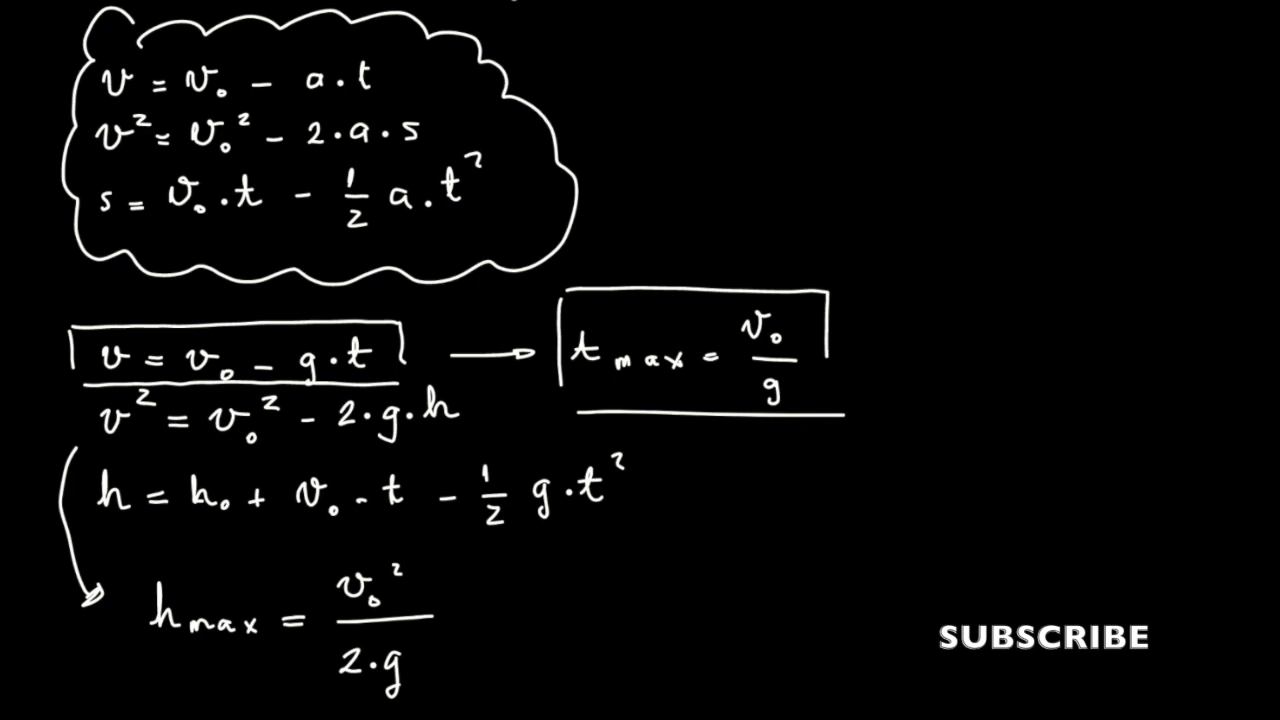 v = v₀ - a·t
v² = v₀² - 2·a·s
s = v₀·t - 1/2 a·t²
v = v₀ - g·t → t max = v₀/g
v² = v₀² - 2·g·h
h = h₀ + v₀·t - 1/2 g·t²
h max = v₀²/2·g
SUBSCRIBE